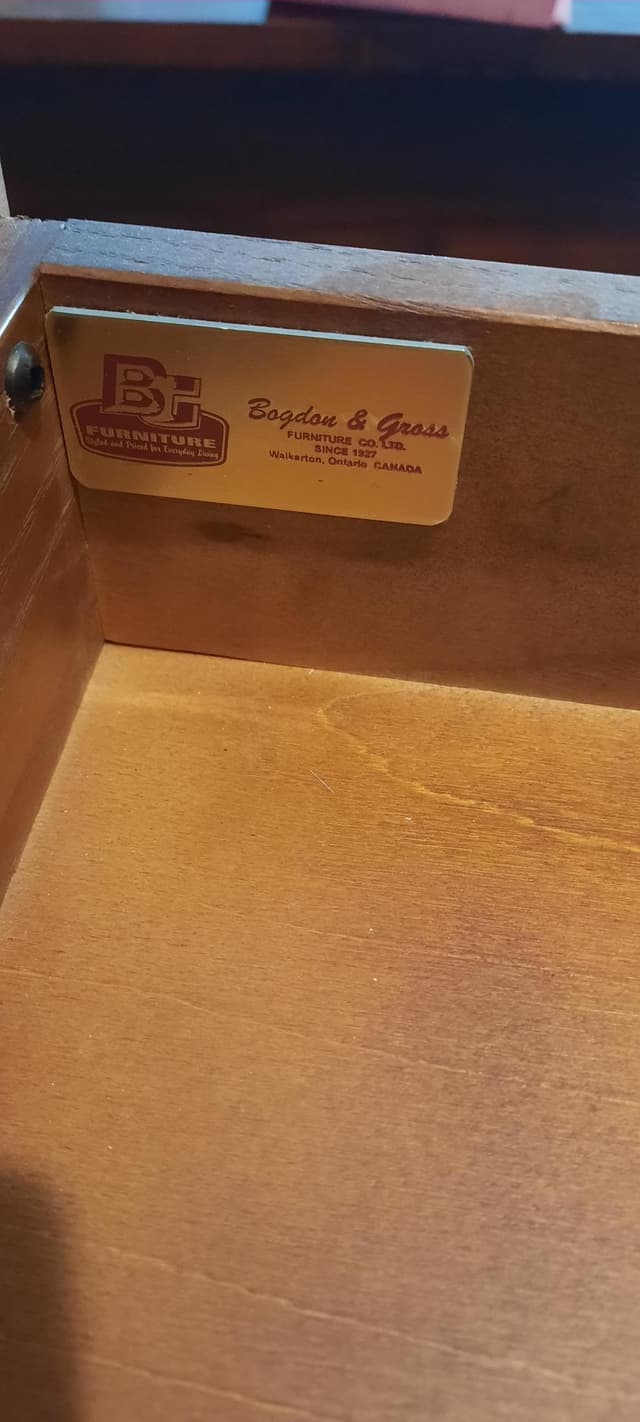 BG
FURNITURE
Styled and Priced for Everyday Living
Bogdon & Gross
FURNITURE CO. LTD.
SINCE 1927
Walkerton, Ontario CANADA